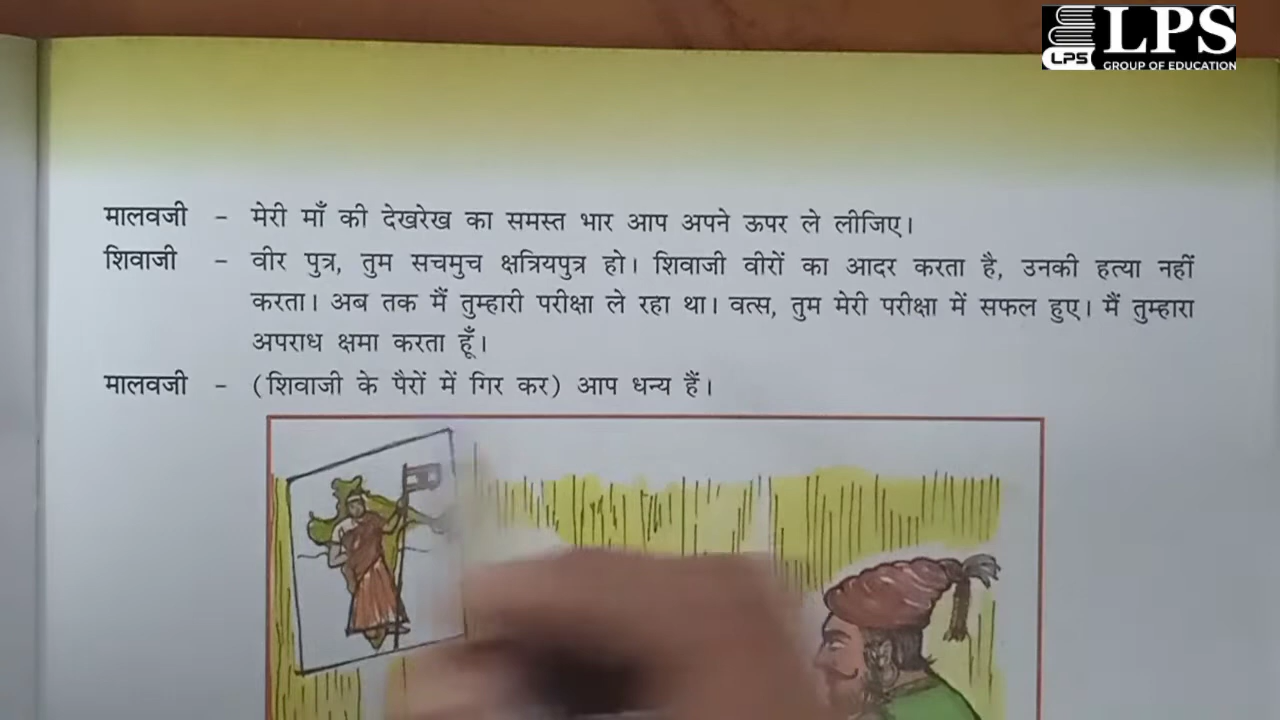 LPS
LPS
GROUP OF EDUCATION
मालवजी – मेरी माँ की देखरेख का समस्त भार आप अपने ऊपर ले लीजिए।
शिवाजी – वीर पुत्र, तुम सचमुच क्षत्रियपुत्र हो। शिवाजी वीरों का आदर करता है, उनकी हत्या नहीं
करता। अब तक मैं तुम्हारी परीक्षा ले रहा था। वत्स, तुम मेरी परीक्षा में सफल हुए। मैं तुम्हारा
अपराध क्षमा करता हूँ।
मालवजी – (शिवाजी के पैरों में गिर कर) आप धन्य हैं।